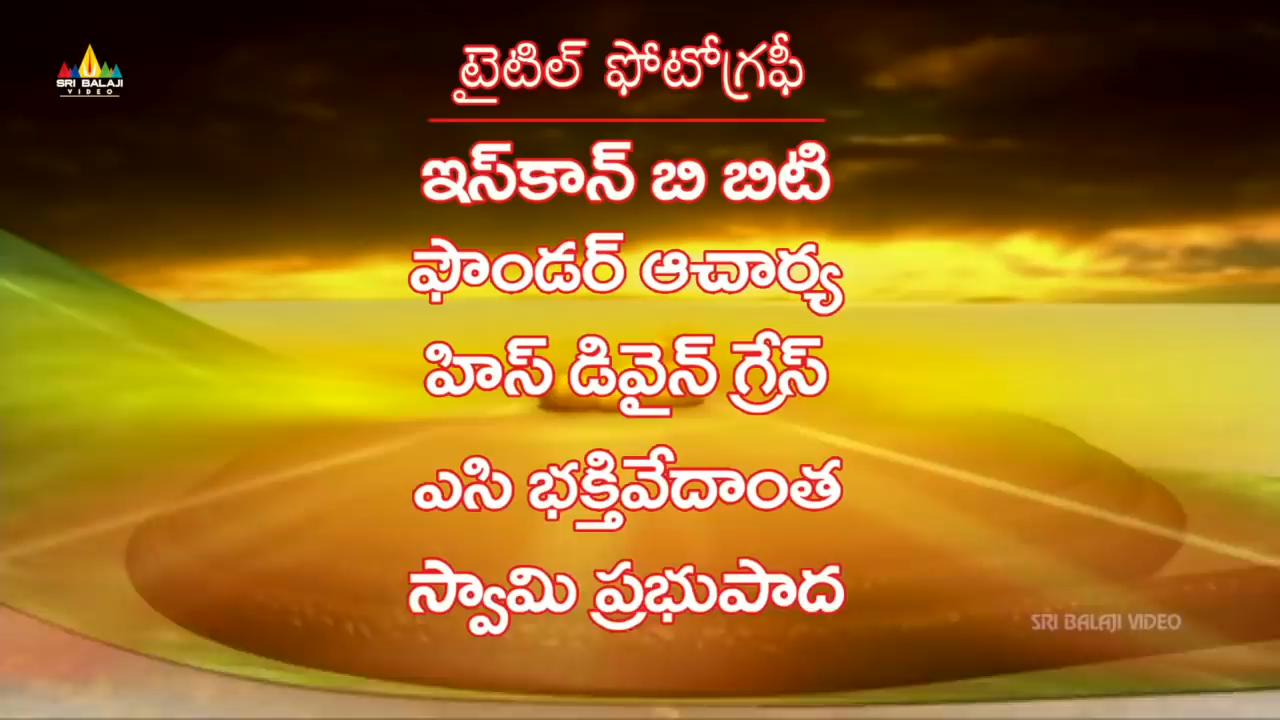 SRI BALAJI
VIDEO
టైటిల్ ఫోటోగ్రఫీ
ఇస్‌కాన్ బి బిటి
ఫౌండర్ ఆచార్య
హిస్ డివైన్ గ్రేస్
ఎసి భక్తివేదాంత
స్వామి ప్రభుపాద
SRI BALAJI VIDEO